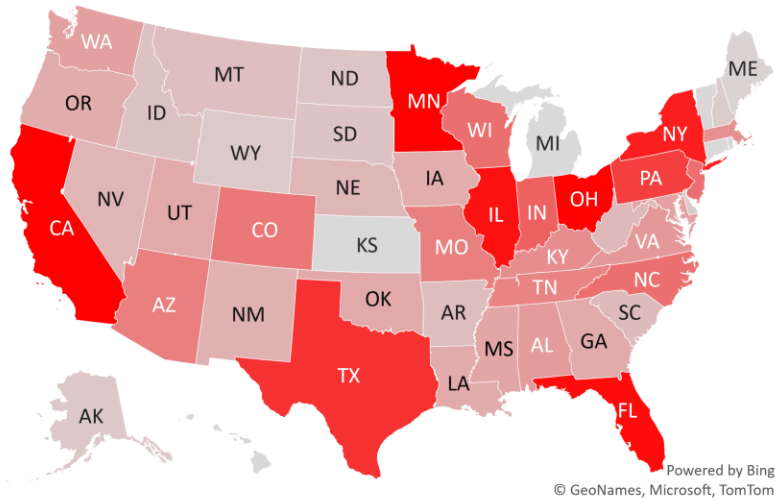 WA
ME
MT
ND
OR
MN
ID
WI
NY
SD
MI
WY
PA
IA
NE
NV
OH
IL
IN
UT
CA
CO
VA
KS
MO
KY
NC
TN
AZ
OK
NM
AR
SC
MS
AL
GA
TX
LA
FL
AK
Powered by Bing
© GeoNames, Microsoft, TomTom